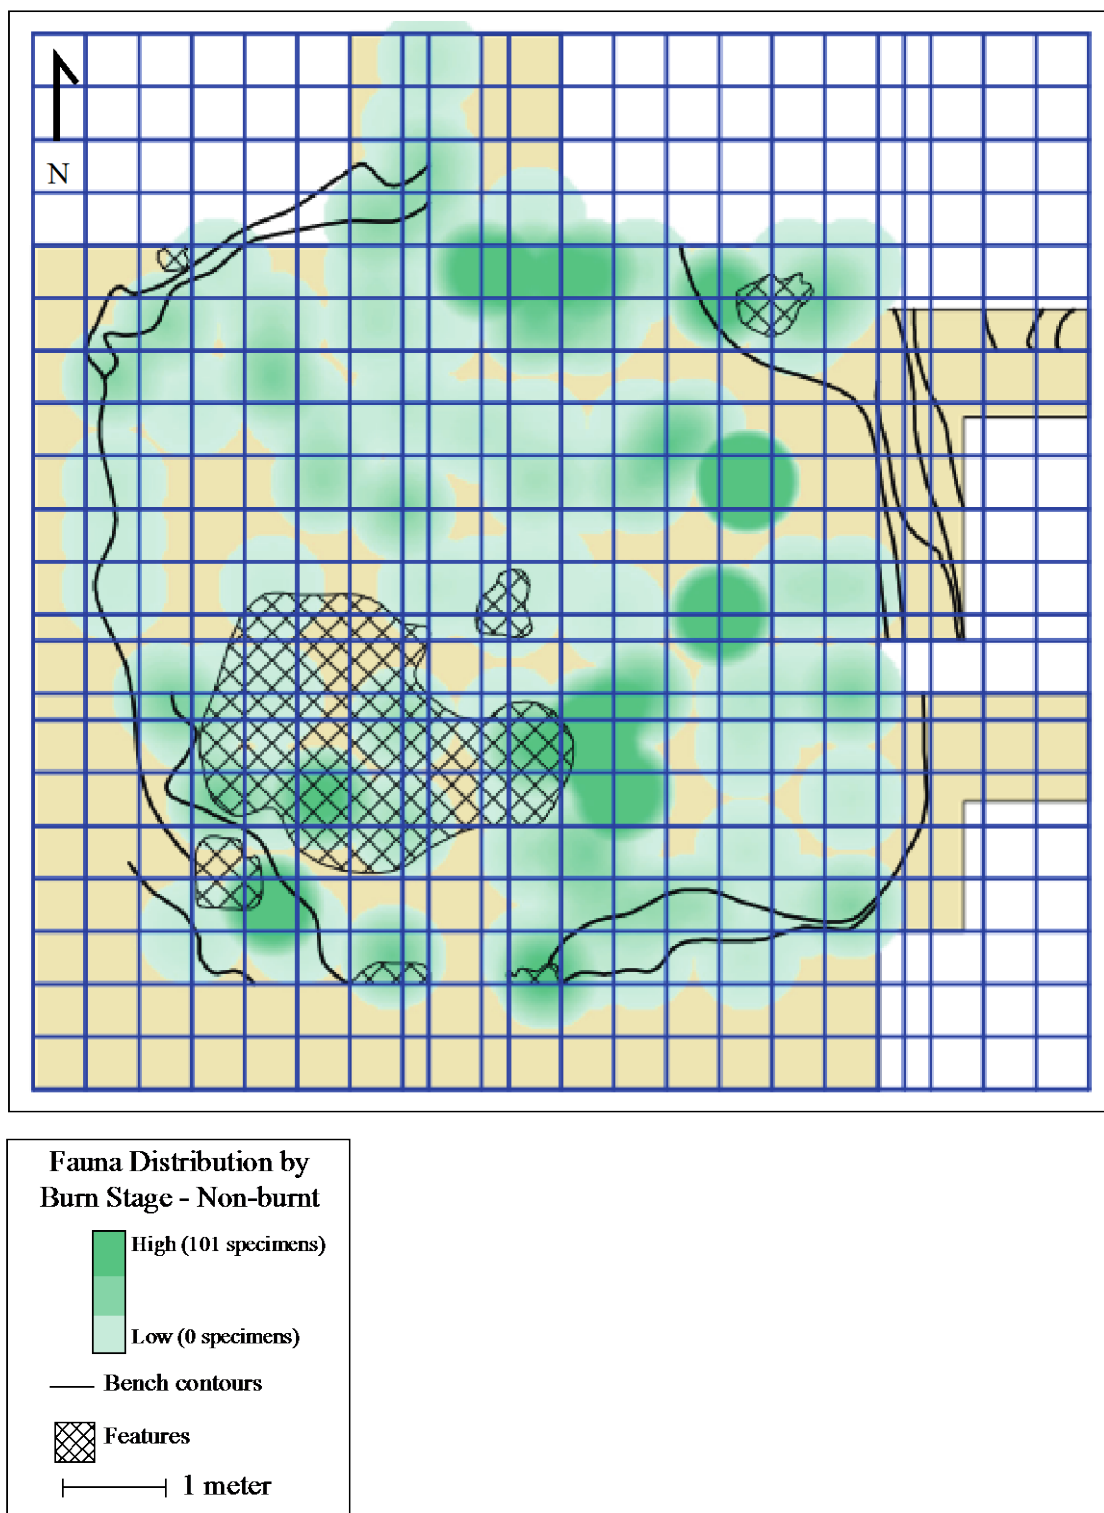 N
Fauna Distribution by
Burn Stage - Non-burnt
High (101 specimens)
Low (0 specimens)
Bench contours
Features
1 meter